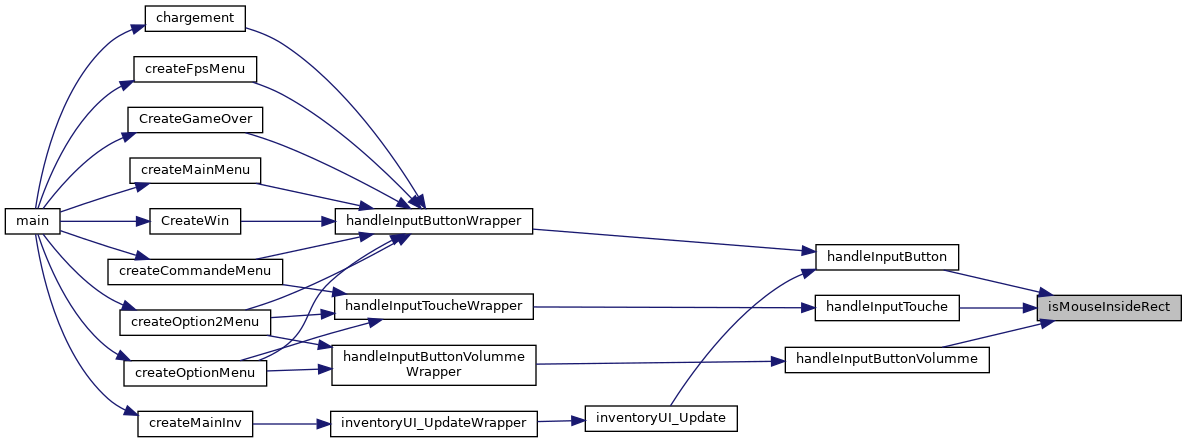 chargement
createFpsMenu
CreateGameOver
createMainMenu
main
CreateWin
handleInputButtonWrapper
handleInputButton
createCommandeMenu
handleInputToucheWrapper
handleInputTouche
isMouseInsideRect
createOption2Menu
handleInputButtonVolumme
Wrapper
handleInputButtonVolumme
createOptionMenu
createMainInv
inventoryUI_UpdateWrapper
inventoryUI_Update